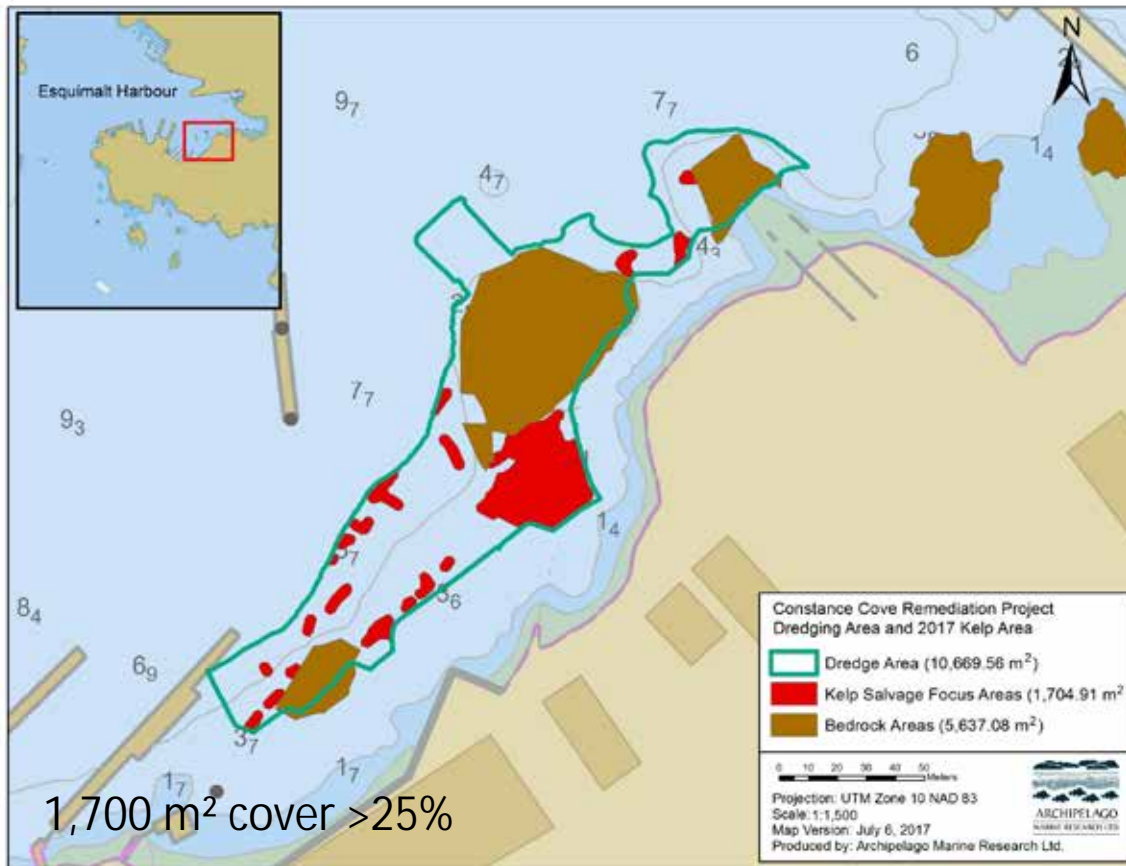 Esquimalt Harbour
N
6
9₇
7₇
4₇
1₄
4₃
7₇
9₃
1₄
5₆
8₄
6₉
3₇
1₇
1₇
1,700 m² cover >25%
Constance Cove Remediation Project
Dredging Area and 2017 Kelp Area
Dredge Area (10,669.56 m²)
Kelp Salvage Focus Areas (1,704.91 m²
Bedrock Areas (5,637.08 m²)
0 10 20 30 40 50
Meters
Projection: UTM Zone 10 NAD 83
Scale: 1:1,500
Map Version: July 6, 2017
Produced by: Archipelago Marine Research Ltd.
ARCHIPELAGO
MARINE RESEARCH LTD